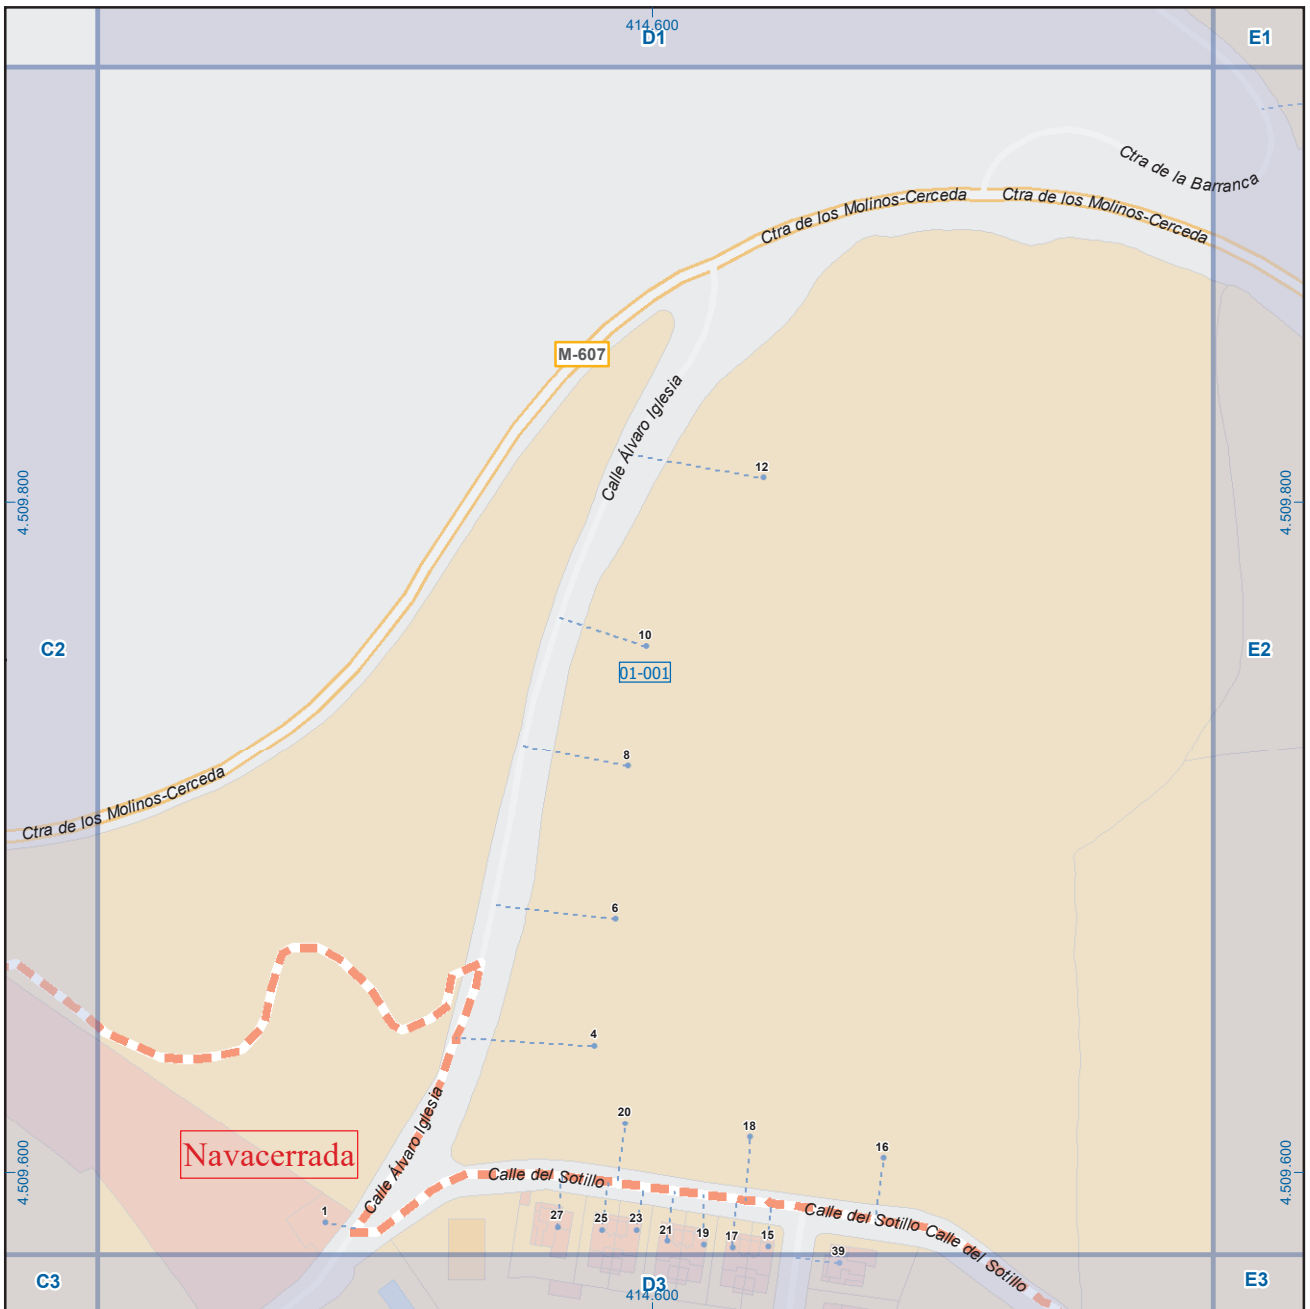 414.600
D1
E1
Ctra de la Barranca
Ctra de los Molinos-Cerceda
Ctra de los Molinos-Cerceda
M-607
Calle Álvaro Iglesia
12
4.509.800
4.509.800
10
01-001
C2
E2
8
Ctra de los Molinos-Cerceda
6
4
20
18
16
Navacerrada
Calle Álvaro Iglesia
4.509.600
4.509.600
Calle del Sotillo
Calle del Sotillo
Calle del Sotillo
1
27
25
23
21
19
17
15
39
C3
D3
E3
414.600